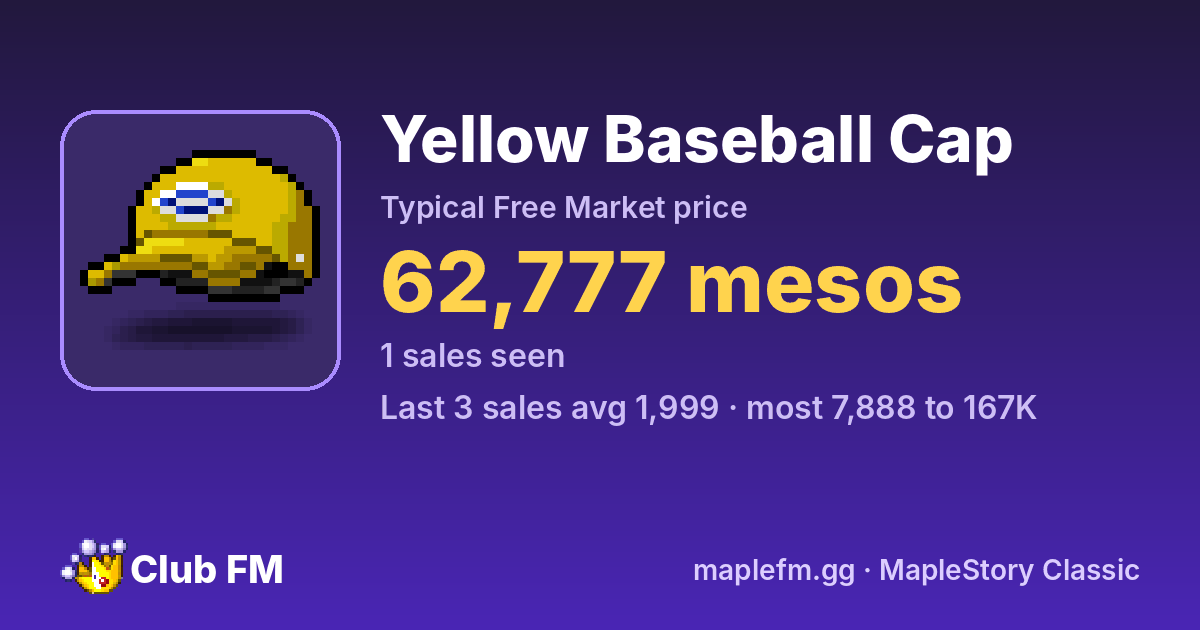 Yellow Baseball Cap
Typical Free Market price
62,777 mesos
1 sales seen
Last 3 sales avg 1,999 · most 7,888 to 167K
Club FM
maplefm.gg · MapleStory Classic